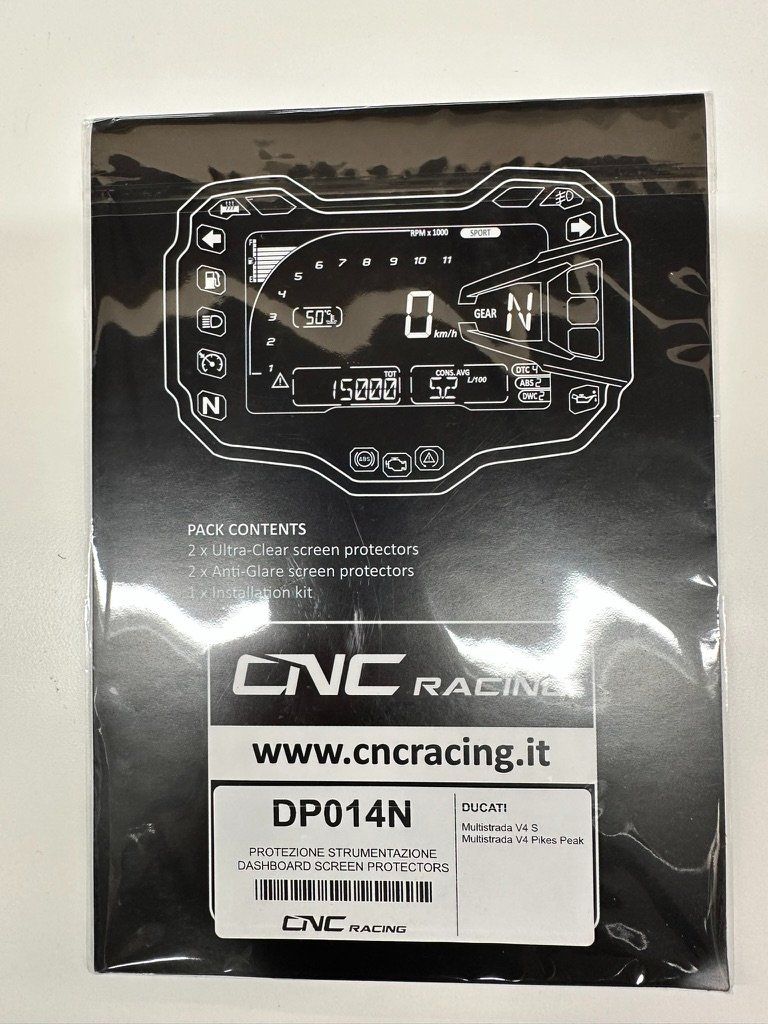 RPM x 1000 SPORT
F
E
1 2 3 4 5 6 7 8 9 10 11
50°C
0 km/h
GEAR N
TOT
15000
CONS. AVG
5.2 L/100
DTC 4
ABS 2
DWC 2
N
ABS
PACK CONTENTS
2 x Ultra-Clear screen protectors
2 x Anti-Glare screen protectors
1 x Installation kit
CNC RACING
www.cncracing.it
DP014N
PROTEZIONE STRUMENTAZIONE
DASHBOARD SCREEN PROTECTORS
CNC RACING
DUCATI
Multistrada V4 S
Multistrada V4 Pikes Peak